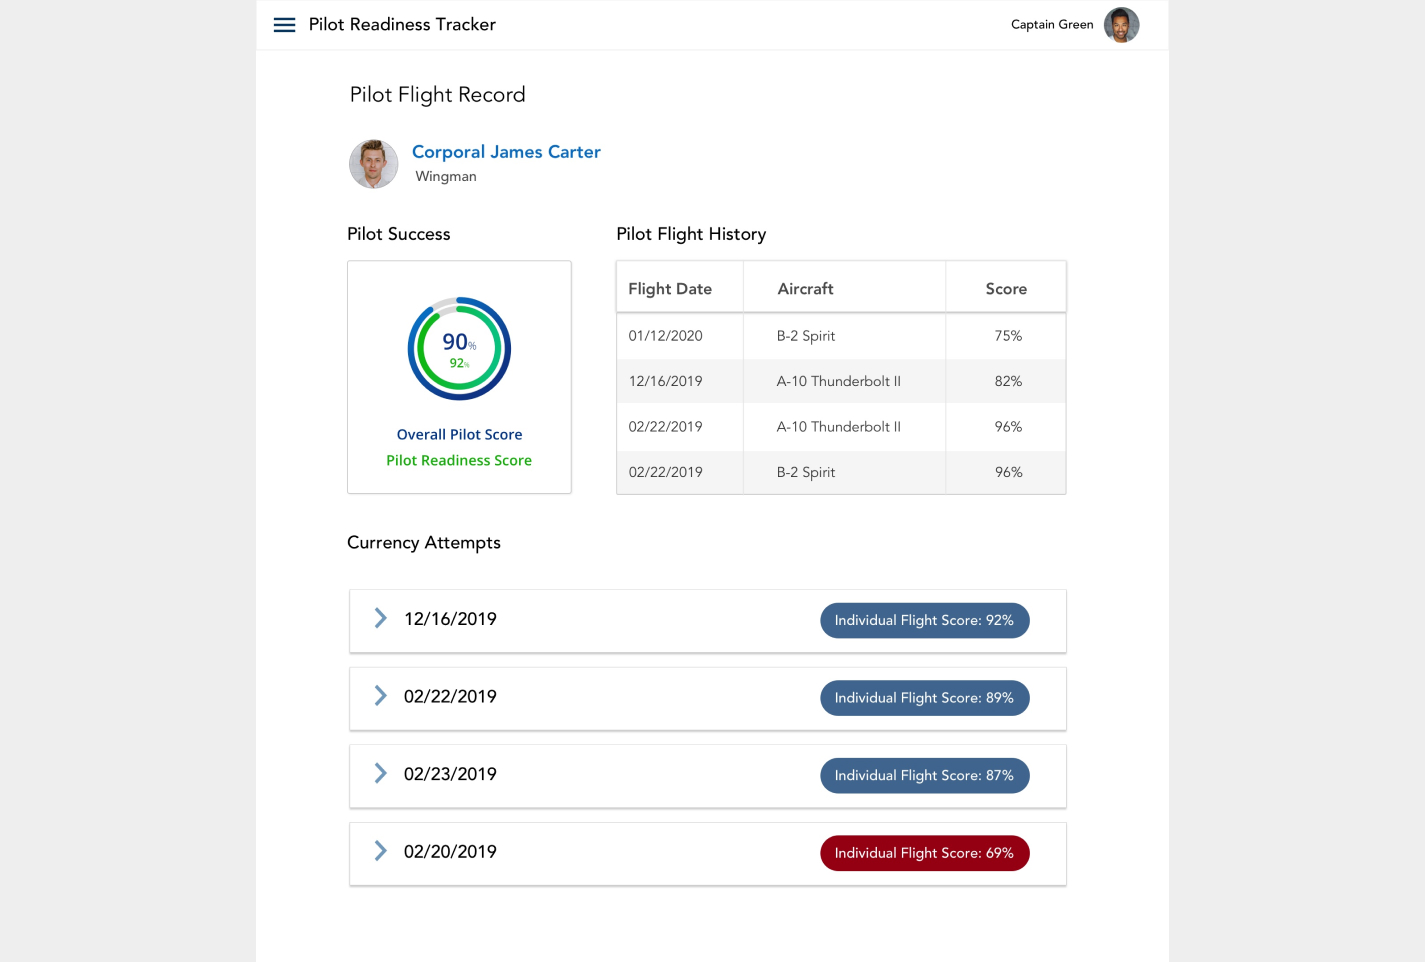 Pilot Readiness Tracker
Captain Green
Pilot Flight Record
Corporal James Carter
Wingman
Pilot Success
90%
92%
Overall Pilot Score
Pilot Readiness Score
Pilot Flight History
Flight Date Aircraft Score
01/12/2020 B-2 Spirit 75%
12/16/2019 A-10 Thunderbolt II 82%
02/22/2019 A-10 Thunderbolt II 96%
02/22/2019 B-2 Spirit 96%
Currency Attempts
12/16/2019 Individual Flight Score: 92%
02/22/2019 Individual Flight Score: 89%
02/23/2019 Individual Flight Score: 87%
02/20/2019 Individual Flight Score: 69%